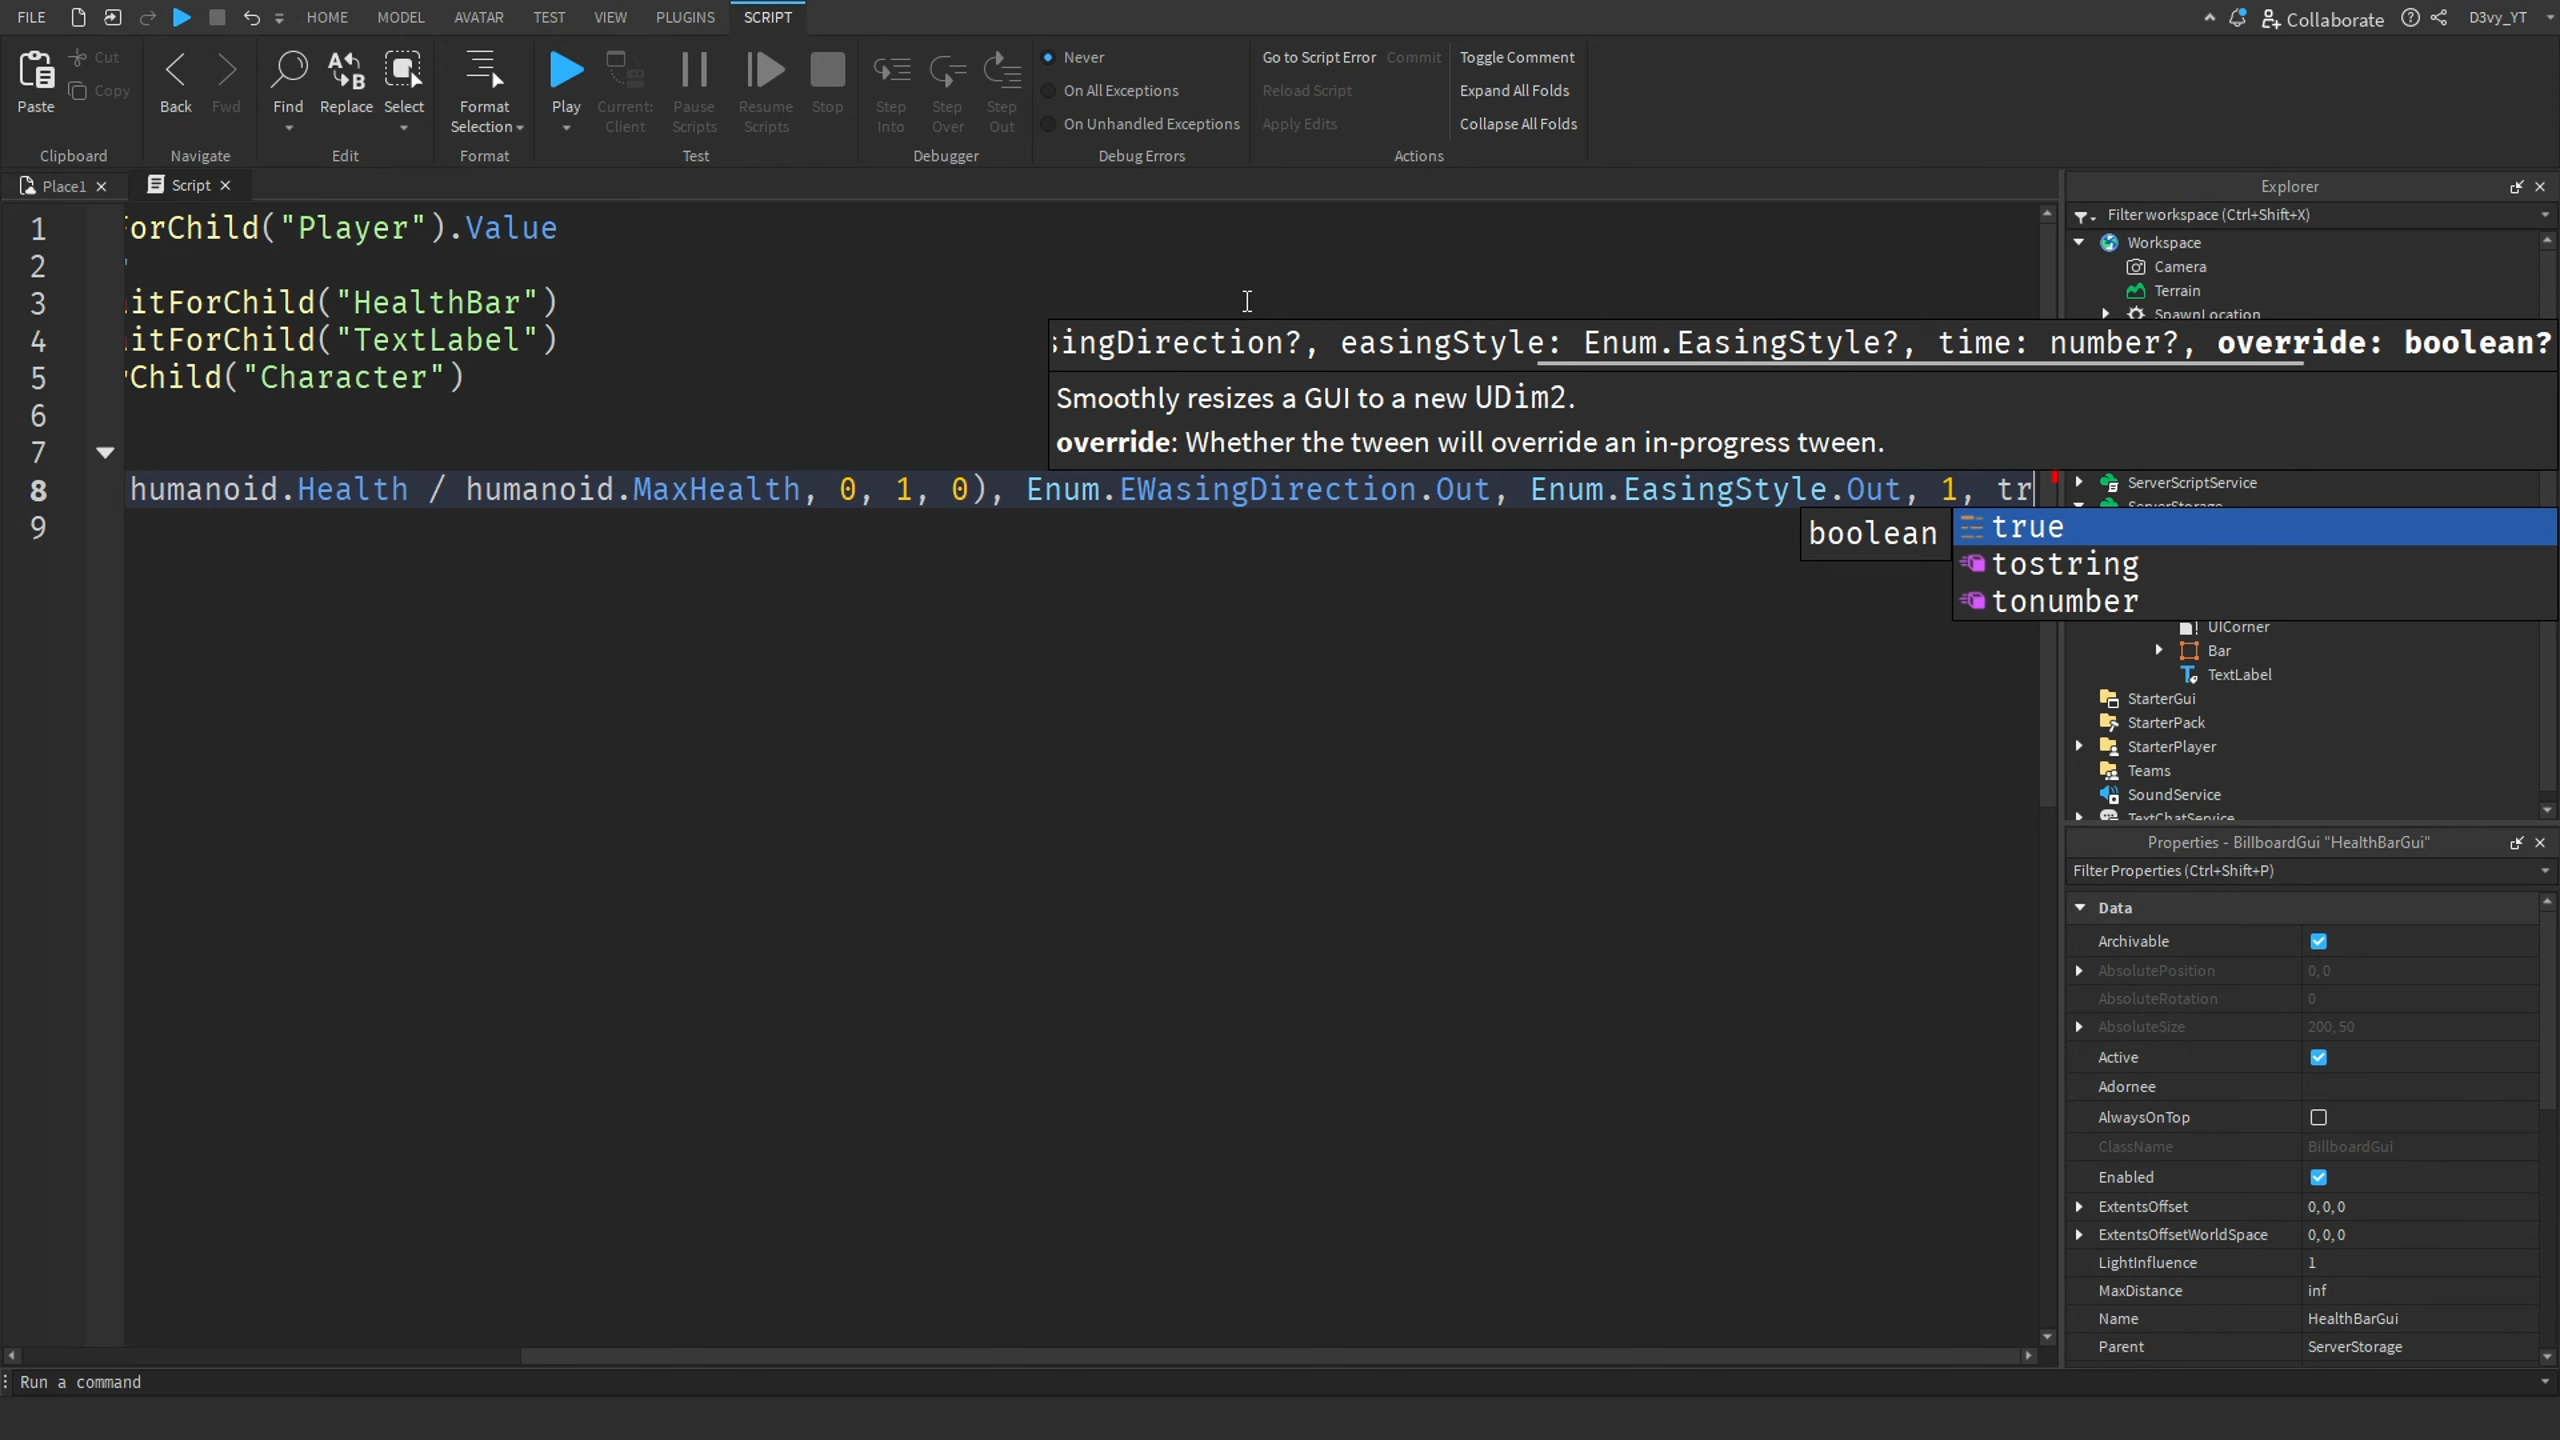 FILE HOME MODEL AVATAR TEST VIEW PLUGINS SCRIPT Collaborate D3vy_YT
Paste Cut Copy Back Fwd Find Replace Select Format Selection Play Current: Client Pause Scripts Resume Scripts Stop Step Into Step Over Step Out
Never
On All Exceptions
On Unhandled Exceptions
Go to Script Error Commit
Reload Script
Apply Edits
Toggle Comment
Expand All Folds
Collapse All Folds
Clipboard Navigate Edit Format Test Debugger Debug Errors Actions
Place1 Script
1 ForChild("Player").Value
2
3 itForChild("HealthBar")
4 itForChild("TextLabel")
5 Child("Character")
6
7
8 humanoid.Health / humanoid.MaxHealth, 0, 1, 0), Enum.EWasingDirection.Out, Enum.EasingStyle.Out, 1, tr
9
singDirection?, easingStyle: Enum.EasingStyle?, time: number?, override: boolean?
Smoothly resizes a GUI to a new UDim2.
override: Whether the tween will override an in-progress tween.
boolean
true
tostring
tonumber
Explorer
Filter workspace (Ctrl+Shift+X)
Workspace
Camera
Terrain
SpawnLocation
ServerScriptService
ServerStorage
UICorner
Bar
TextLabel
StarterGui
StarterPack
StarterPlayer
Teams
SoundService
TextChatService
Properties - BillboardGui "HealthBarGui"
Filter Properties (Ctrl+Shift+P)
Data
Archivable
AbsolutePosition 0, 0
AbsoluteRotation 0
AbsoluteSize 200, 50
Active
Adornee
AlwaysOnTop
ClassName BillboardGui
Enabled
ExtentsOffset 0, 0, 0
ExtentsOffsetWorldSpace 0, 0, 0
LightInfluence 1
MaxDistance inf
Name HealthBarGui
Parent ServerStorage
Run a command